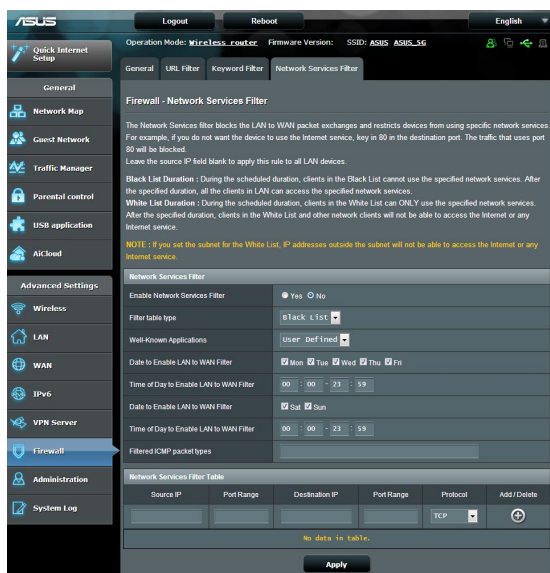 ASUS
Logout
Reboot
English
Operation Mode: Wireless router Firmware Version: SSID: ASUS ASUS_5G
Quick Internet
Setup
General
Network Map
Guest Network
Traffic Manager
Parental control
USB application
AiCloud
Advanced Settings
Wireless
LAN
WAN
IPv6
VPN Server
Firewall
Administration
System Log
General
URL Filter
Keyword Filter
Network Services Filter
Firewall - Network Services Filter
The Network Services filter blocks the LAN to WAN packet exchanges and restricts devices from using specific network services.
For example, if you do not want the device to use the Internet service, key in 80 in the destination port. The traffic that uses port
80 will be blocked.
Leave the source IP field blank to apply this rule to all LAN devices.
Black List Duration : During the scheduled duration, clients in the Black List cannot use the specified network services. After
the specified duration, all the clients in LAN can access the specified network services.
White List Duration : During the scheduled duration, clients in the White List can ONLY use the specified network services.
After the specified duration, clients in the White List and other network clients will not be able to access the Internet or any
Internet service.
NOTE : If you set the subnet for the White List, IP addresses outside the subnet will not be able to access the Internet or any
Internet service.
Network Services Filter
Enable Network Services Filter
Yes No
Filter table type
Black List
Well-Known Applications
User Defined
Date to Enable LAN to WAN Filter
Mon Tue Wed Thu Fri
Time of Day to Enable LAN to WAN Filter
00 : 00 - 23 : 59
Date to Enable LAN to WAN Filter
Sat Sun
Time of Day to Enable LAN to WAN Filter
00 : 00 - 23 : 59
Filtered ICMP packet types
Network Services Filter Table
Source IP Port Range Destination IP Port Range Protocol Add / Delete
TCP
No data in table.
Apply